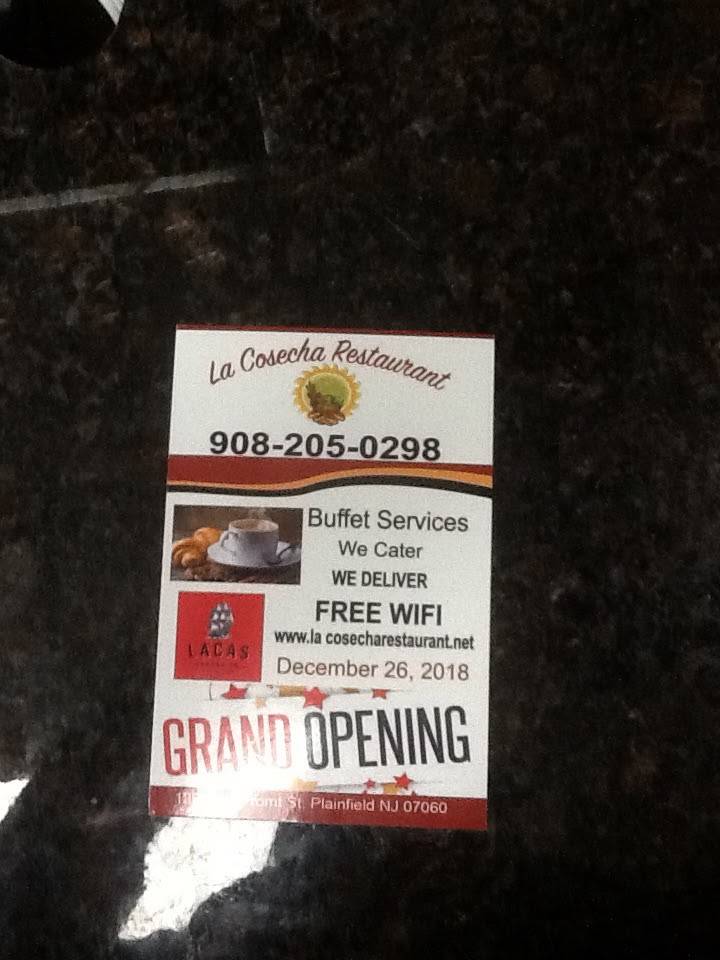 La Cosecha Restaurant
908-205-0298
Buffet Services
We Cater
WE DELIVER
FREE WIFI
www.la cosecharestaurant.net
LACAS
December 26, 2018
GRAND OPENING
St. Plainfield NJ 07060